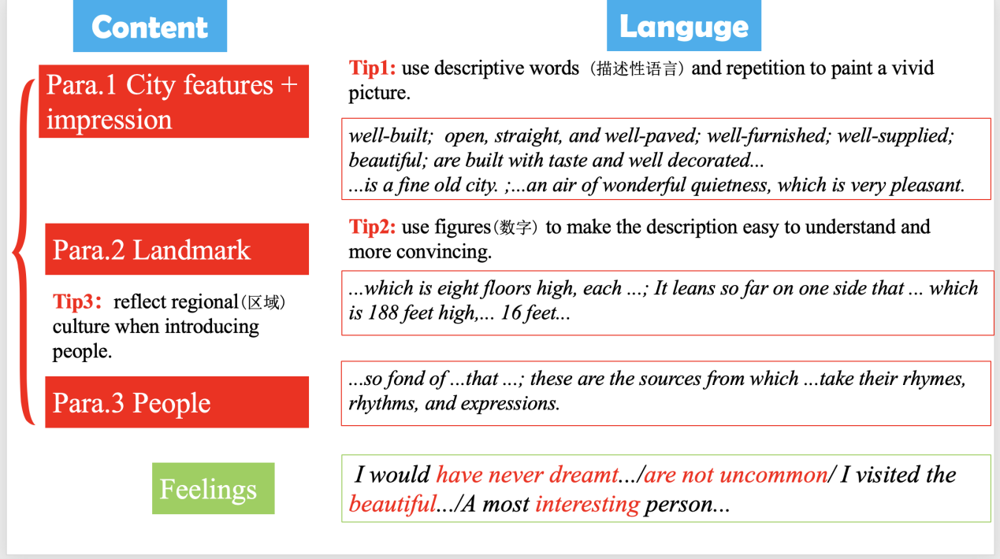 Content
Languge
Para.1 City features +
impression
Tip1: use descriptive words（描述性语言）and repetition to paint a vivid
picture.
well-built; open, straight, and well-paved; well-furnished; well-supplied;
beautiful; are built with taste and well decorated...
...is a fine old city. ;...an air of wonderful quietness, which is very pleasant.
Para.2 Landmark
Tip2: use figures(数字）to make the description easy to understand and
more convincing.
...which is eight floors high, each ...; It leans so far on one side that ... which
is 188 feet high,... 16 feet...
Tip3： reflect regional(区域）
culture when introducing
people.
Para.3 People
...so fond of ...that ...; these are the sources from which ...take their rhymes,
rhythms, and expressions.
Feelings
I would have never dreamt.../are not uncommon/ I visited the
beautiful.../A most interesting person...